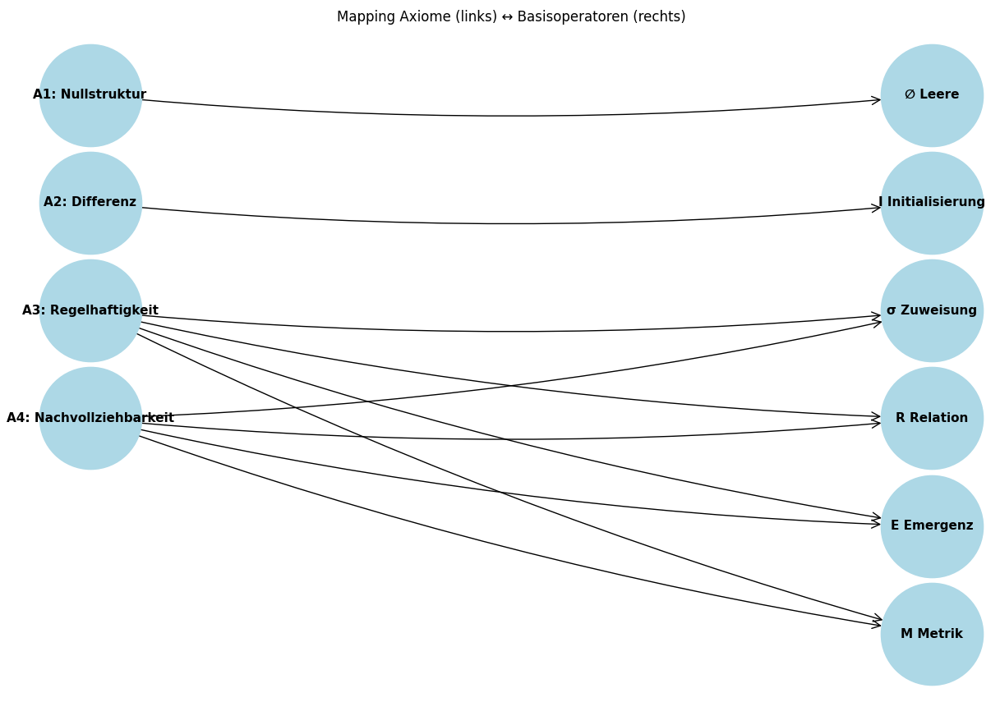 Mapping Axiome (links) ↔ Basisoperatoren (rechts)
A1: Nullstruktur
∅ Leere
A2: Differenz
I Initialisierung
A3: Regelhaftigkeit
σ Zuweisung
A4: Nachvollziehbarkeit
R Relation
E Emergenz
M Metrik